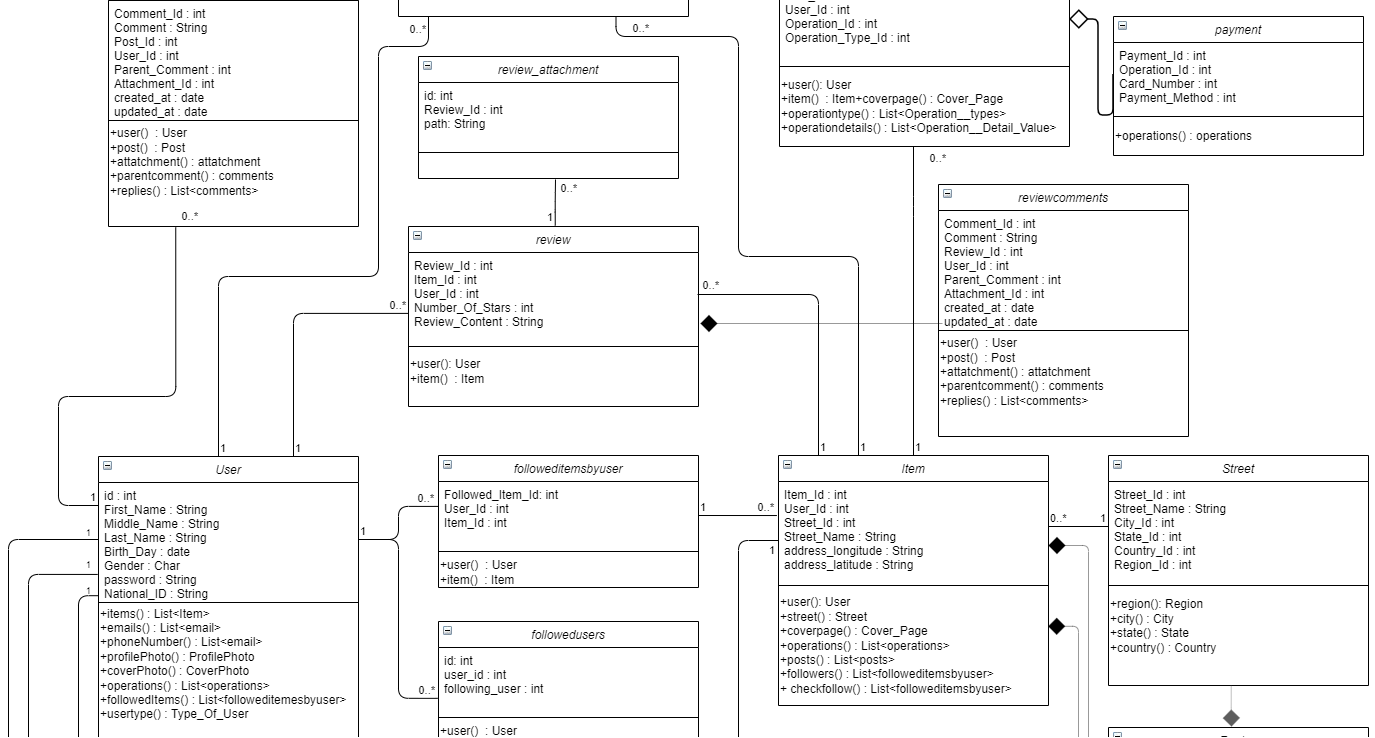 Comment_Id : int
Comment : String
Post_Id : int
User_Id : int
Parent_Comment : int
Attachment_Id : int
created_at : date
updated_at : date
+user() : User
+post() : Post
+attatchment() : attatchment
+parentcomment() : comments
+replies() : List<comments>
0..*
0..*
0..*
review_attachment
id: int
Review_Id : int
path: String
0..*
1
User_Id : int
Operation_Id : int
Operation_Type_Id : int
+user(): User
+item() : Item+coverpage() : Cover_Page
+operationtype() : List<Operation__types>
+operationdetails() : List<Operation__Detail_Value>
0..*
payment
Payment_Id : int
Operation_Id : int
Card_Number : int
Payment_Method : int
+operations() : operations
review
Review_Id : int
Item_Id : int
User_Id : int
Number_Of_Stars : int
Review_Content : String
+user(): User
+item() : Item
0..*
0..*
reviewcomments
Comment_Id : int
Comment : String
Review_Id : int
User_Id : int
Parent_Comment : int
Attachment_Id : int
created_at : date
updated_at : date
+user() : User
+post() : Post
+attatchment() : attatchment
+parentcomment() : comments
+replies() : List<comments>
1
1
1
1
1
User
id : int
First_Name : String
Middle_Name : String
Last_Name : String
Birth_Day : date
Gender : Char
password : String
National_ID : String
+items() : List<Item>
+emails() : List<email>
+phoneNumber() : List<email>
+profilePhoto() : ProfilePhoto
+coverPhoto() : CoverPhoto
+operations() : List<operations>
+followedItems() : List<followeditemesbyuser>
+usertype() : Type_Of_User
1
1
1
1
1
0..*
0..*
followeditemsbyuser
Followed_Item_Id: int
User_Id : int
Item_Id : int
+user() : User
+item() : Item
1
0..*
followedusers
id: int
user_id : int
following_user : int
+user() : User
Item
Item_Id : int
User_Id : int
Street_Id : int
Street_Name : String
address_longitude : String
address_latitude : String
+user(): User
+street() : Street
+coverpage() : Cover_Page
+operations() : List<operations>
+posts() : List<posts>
+followers() : List<followeditemsbyuser>
+ checkfollow() : List<followeditemsbyuser>
1
0..*
1
Street
Street_Id : int
Street_Name : String
City_Id : int
State_Id : int
Country_Id : int
Region_Id : int
+region(): Region
+city() : City
+state() : State
+country() : Country